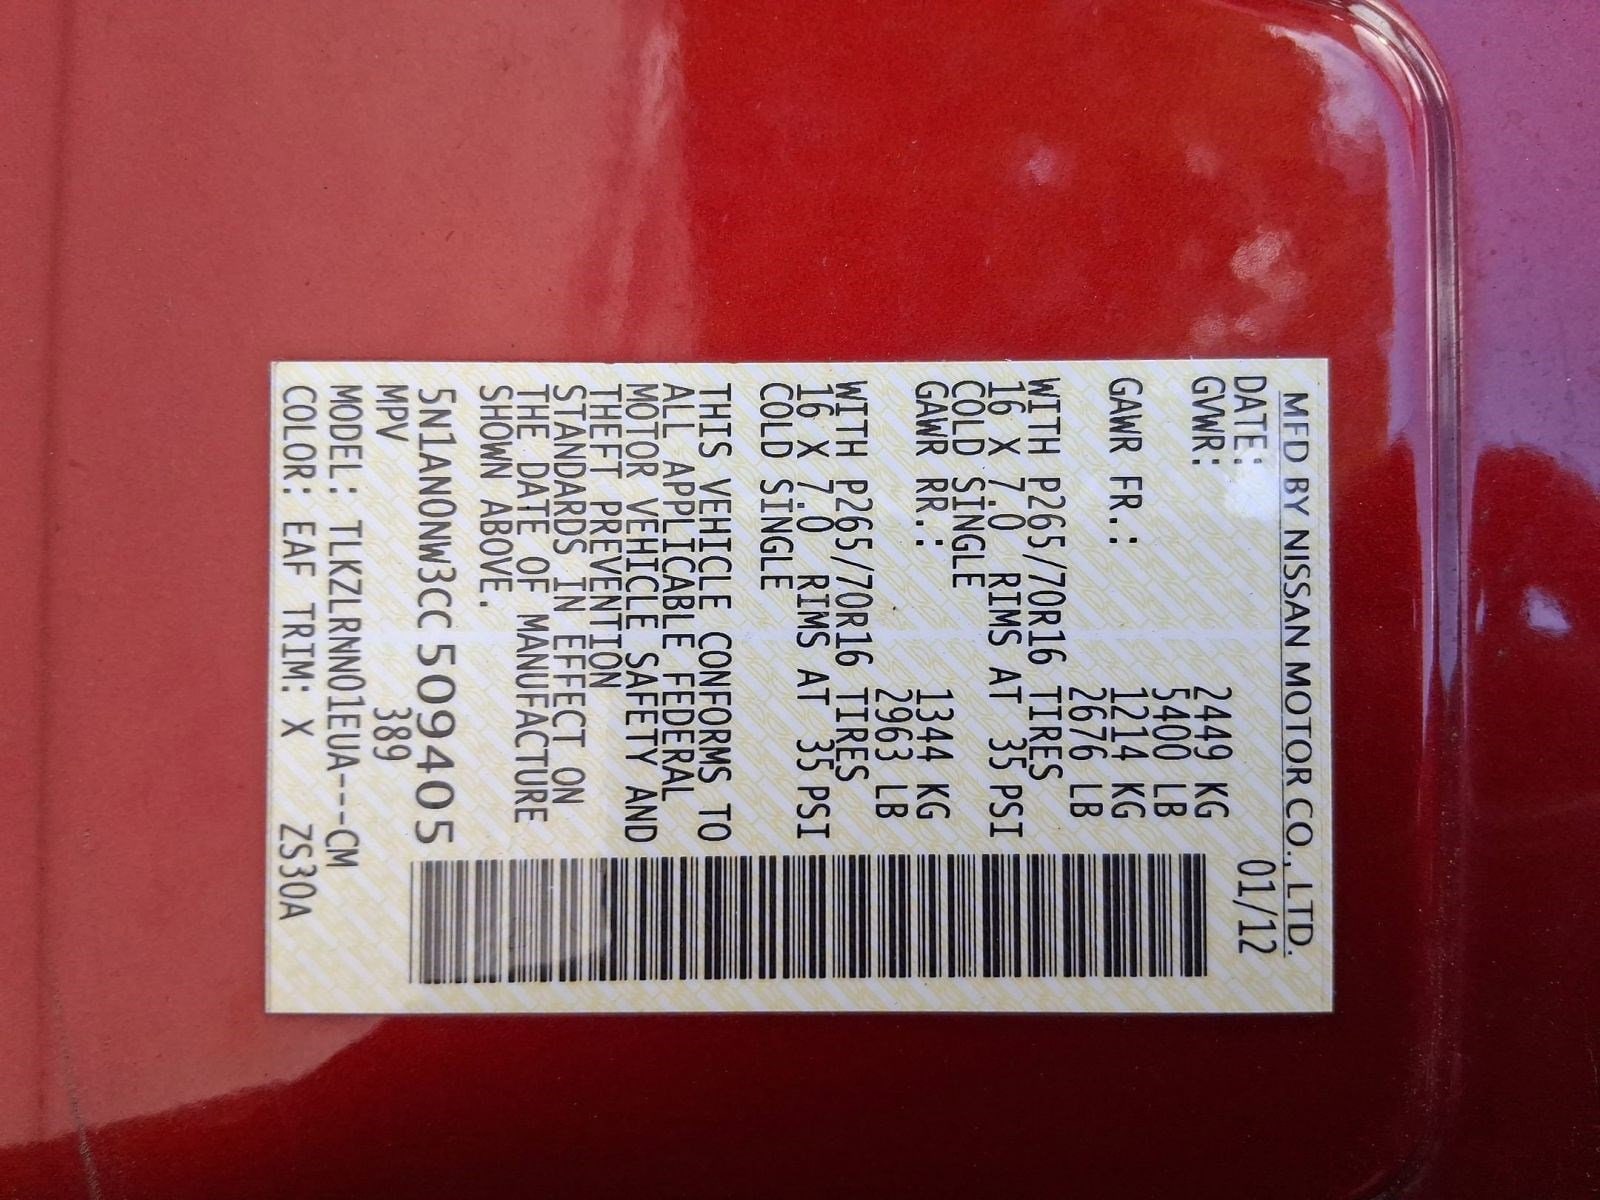 MFD BY NISSAN MOTOR CO., LTD.
DATE: 01/12
GVWR: 2449 KG
5400 LB
GAWR FR.: 1214 KG
2676 LB
WITH P265/70R16 TIRES
16 X 7.0 RIMS AT 35 PSI
COLD SINGLE
GAWR RR.: 1344 KG
2963 LB
WITH P265/70R16 TIRES
16 X 7.0 RIMS AT 35 PSI
COLD SINGLE
THIS VEHICLE CONFORMS TO
ALL APPLICABLE FEDERAL
MOTOR VEHICLE SAFETY AND
THEFT PREVENTION
STANDARDS IN EFFECT ON
THE DATE OF MANUFACTURE
SHOWN ABOVE.
5N1AN0NW3CC 509405
MPV 389
MODEL: TLKZLRNN01EUA---CM
COLOR: EAF TRIM: X ZS30A